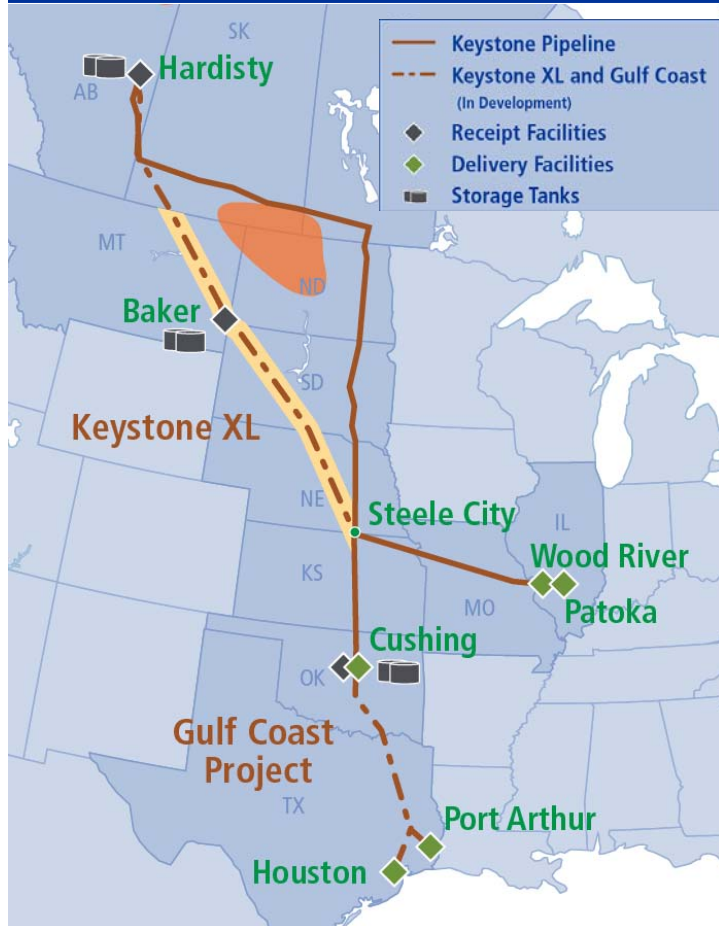 Keystone Pipeline
Keystone XL and Gulf Coast
(In Development)
Receipt Facilities
Delivery Facilities
Storage Tanks
SK
Hardisty
AB
MT
ND
Baker
SD
Keystone XL
NE
Steele City
IL
KS
Wood River
MO
Patoka
Cushing
OK
Gulf Coast
Project
TX
Port Arthur
Houston